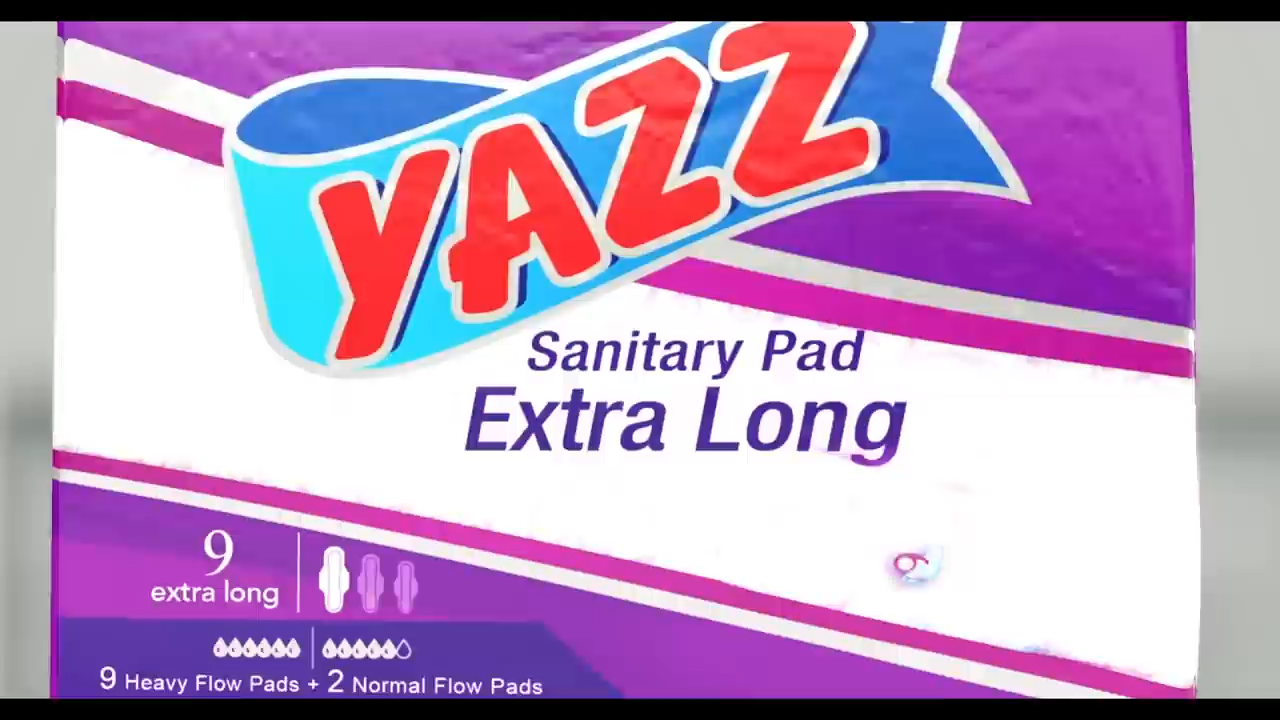 YAZZ
Sanitary Pad
Extra Long
9
extra long
9 Heavy Flow Pads + 2 Normal Flow Pads